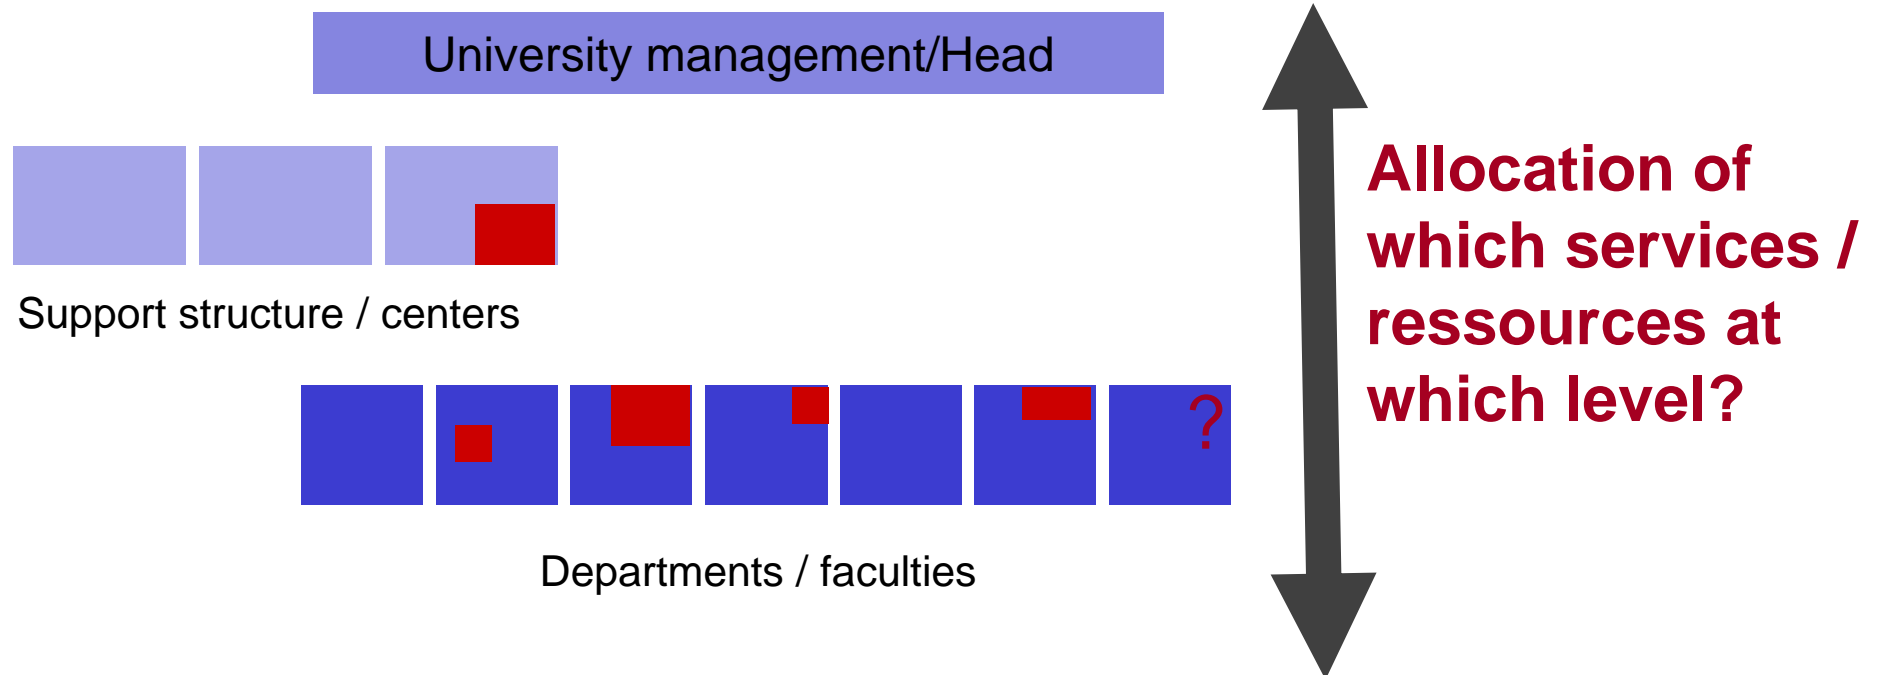 University management/Head
Allocation of
which services /
ressources at
which level?
Support structure / centers
?
Departments / faculties